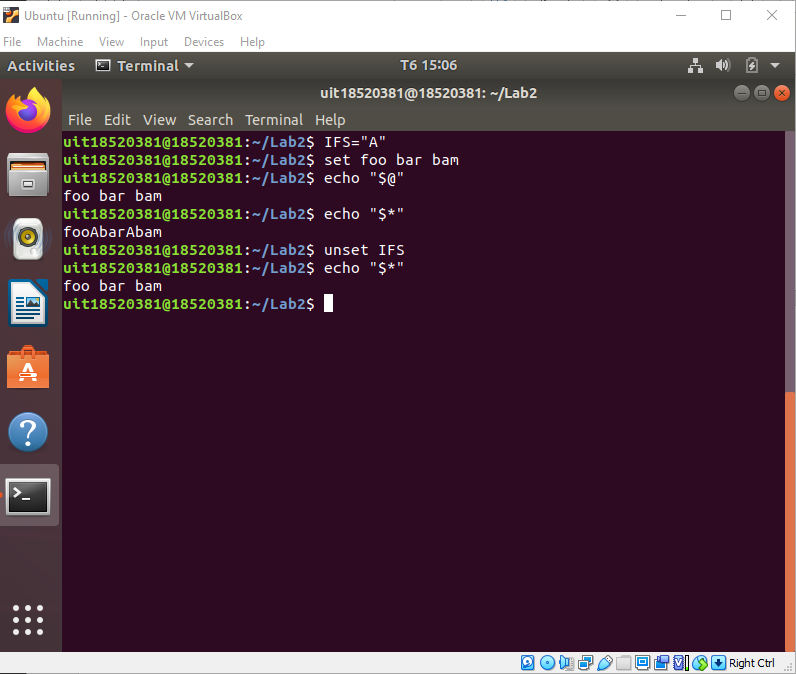 Ubuntu [Running] - Oracle VM VirtualBox
File Machine View Input Devices Help
Activities Terminal T6 15:06
uit18520381@18520381: ~/Lab2
File Edit View Search Terminal Help
uit18520381@18520381:~/Lab2$ IFS="A"
uit18520381@18520381:~/Lab2$ set foo bar bam
uit18520381@18520381:~/Lab2$ echo "$@"
foo bar bam
uit18520381@18520381:~/Lab2$ echo "$*"
fooAbarAbam
uit18520381@18520381:~/Lab2$ unset IFS
uit18520381@18520381:~/Lab2$ echo "$*"
foo bar bam
uit18520381@18520381:~/Lab2$
Right Ctrl